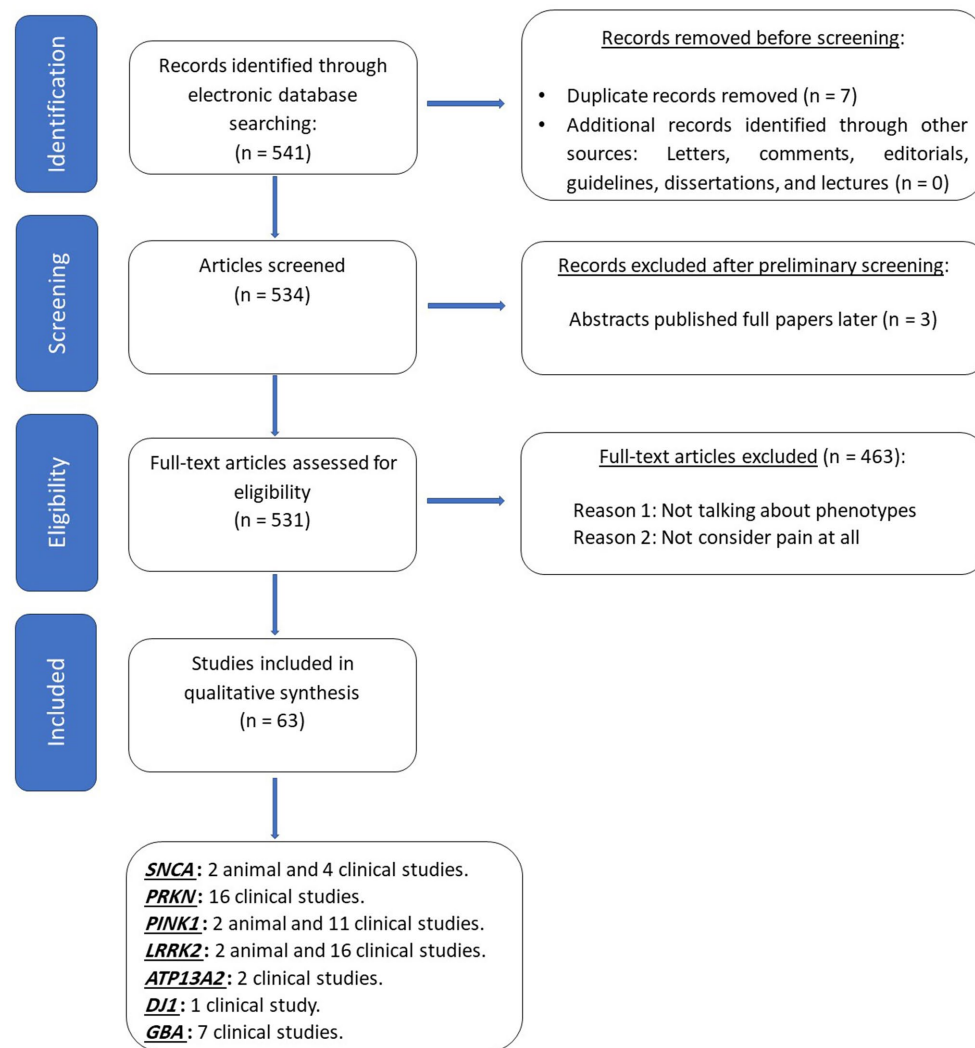 Identification
Records identified through
electronic database
searching:
(n = 541)
Records removed before screening:
• Duplicate records removed (n = 7)
• Additional records identified through other
sources: Letters, comments, editorials,
guidelines, dissertations, and lectures (n = 0)
Screening
Articles screened
(n = 534)
Records excluded after preliminary screening:
Abstracts published full papers later (n = 3)
Eligibility
Full-text articles assessed for
eligibility
(n = 531)
Full-text articles excluded (n = 463):
Reason 1: Not talking about phenotypes
Reason 2: Not consider pain at all
Included
Studies included in
qualitative synthesis
(n = 63)
SNCA: 2 animal and 4 clinical studies.
PRKN: 16 clinical studies.
PINK1: 2 animal and 11 clinical studies.
LRRK2: 2 animal and 16 clinical studies.
ATP13A2: 2 clinical studies.
DJ1: 1 clinical study.
GBA: 7 clinical studies.